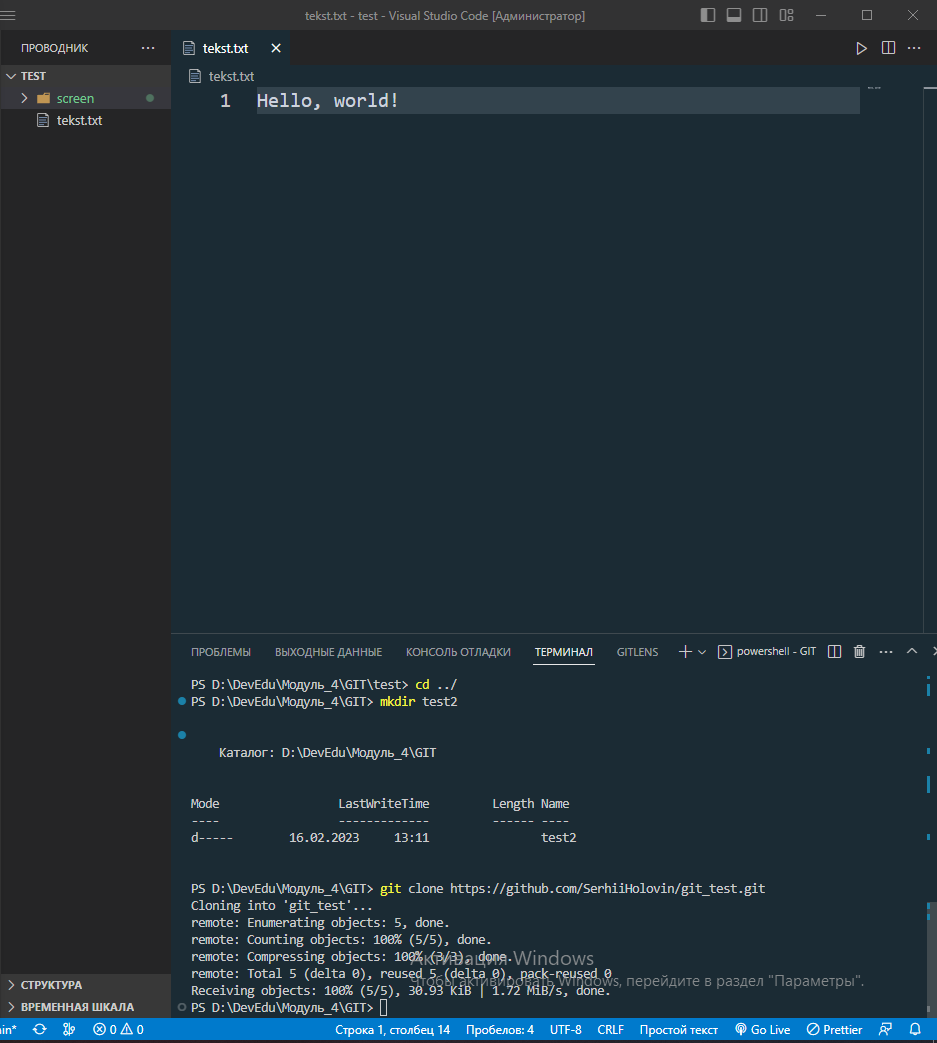 tekst.txt - test - Visual Studio Code [Администратор]
ПРОВОДНИК
TEST
screen
tekst.txt
tekst.txt
tekst.txt
1 Hello, world!
ПРОБЛЕМЫ ВЫХОДНЫЕ ДАННЫЕ КОНСОЛЬ ОТЛАДКИ ТЕРМИНАЛ GITLENS powershell - GIT
PS D:\DevEdu\Модуль_4\GIT\test> cd ../
PS D:\DevEdu\Модуль_4\GIT> mkdir test2
Каталог: D:\DevEdu\Модуль_4\GIT
Mode LastWriteTime Length Name
---- ------------- ------ ----
d----- 16.02.2023 13:11 test2
PS D:\DevEdu\Модуль_4\GIT> git clone https://github.com/SerhiiHolovin/git_test.git
Cloning into 'git_test'...
remote: Enumerating objects: 5, done.
remote: Counting objects: 100% (5/5), done.
remote: Compressing objects: 100% (3/3), done.
remote: Total 5 (delta 0), reused 5 (delta 0), pack-reused 0
Receiving objects: 100% (5/5), 30.93 KiB | 1.72 MiB/s, done.
PS D:\DevEdu\Модуль_4\GIT>
Активация Windows
Чтобы активировать Windows, перейдите в раздел "Параметры".
СТРУКТУРА
ВРЕМЕННАЯ ШКАЛА
in* 0 0 Строка 1, столбец 14 Пробелов: 4 UTF-8 CRLF Простой текст Go Live Prettier